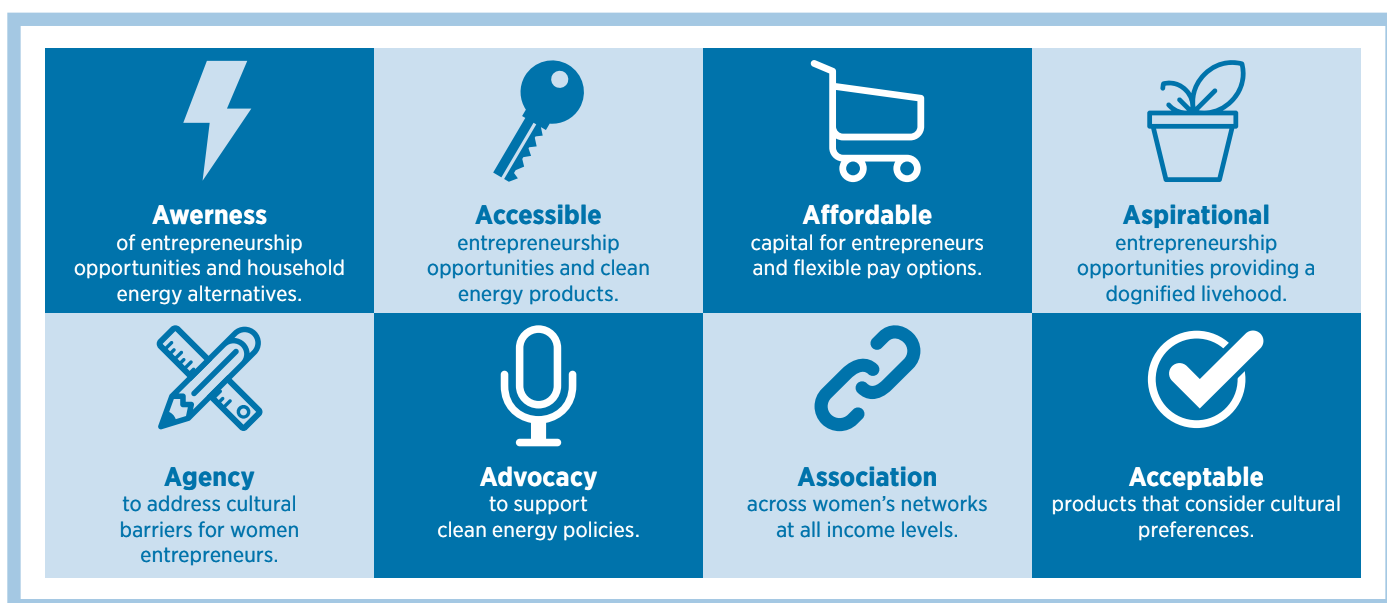 Awerness
of entrepreneurship
opportunities and household
energy alternatives.
Accessible
entrepreneurship
opportunities and clean
energy products.
Affordable
capital for entrepreneurs
and flexible pay options.
Aspirational
entrepreneurship
opportunities providing a
dognified livehood.
Agency
to address cultural
barriers for women
entrepreneurs.
Advocacy
to support
clean energy policies.
Association
across women’s networks
at all income levels.
Acceptable
products that consider cultural
preferences.